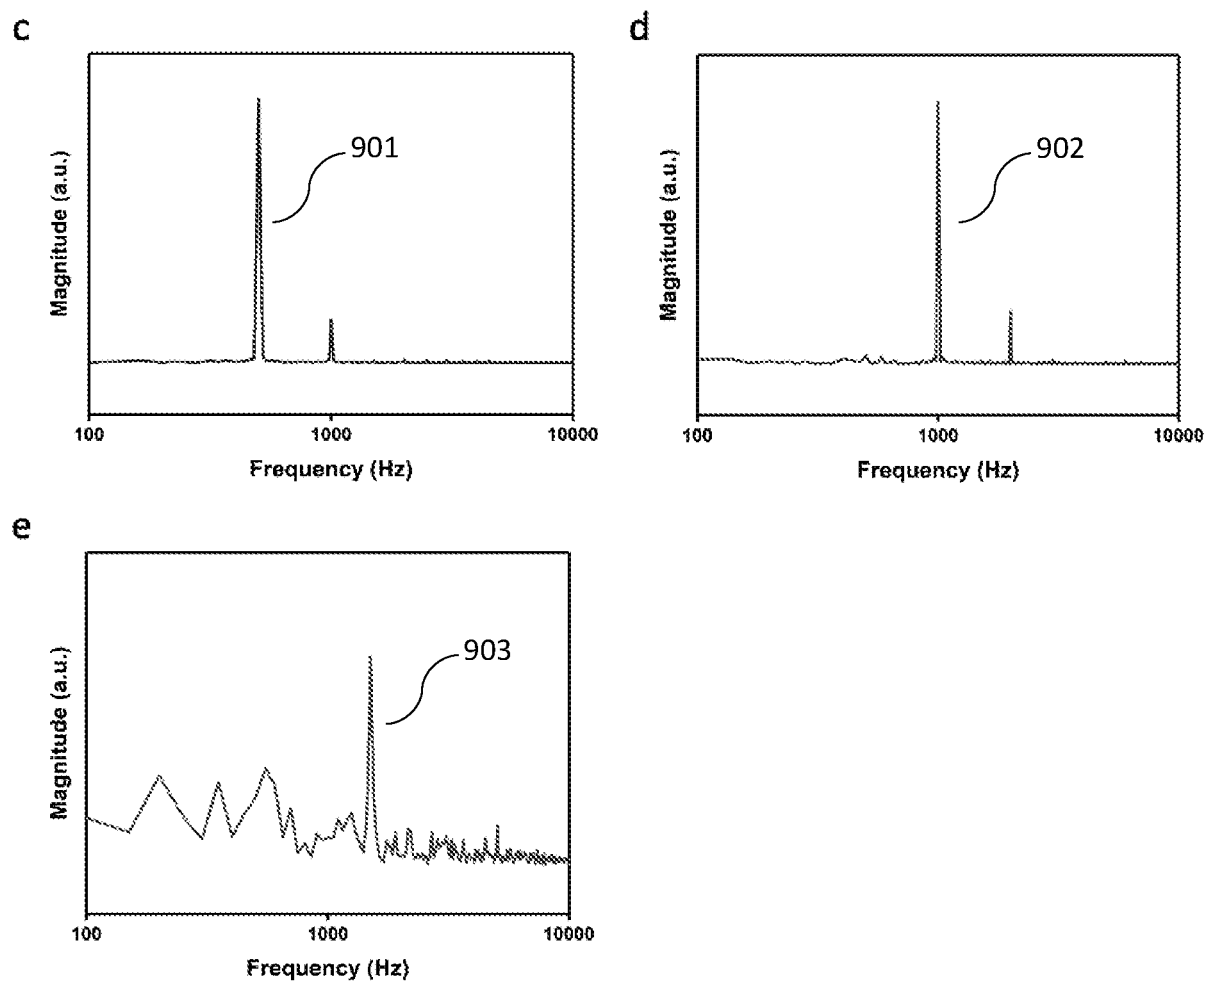 c
901
Magnitude (a.u.)
100 1000 10000
Frequency (Hz)
d
902
Magnitude (a.u.)
100 1000 10000
Frequency (Hz)
e
903
Magnitude (a.u.)
100 1000 10000
Frequency (Hz)